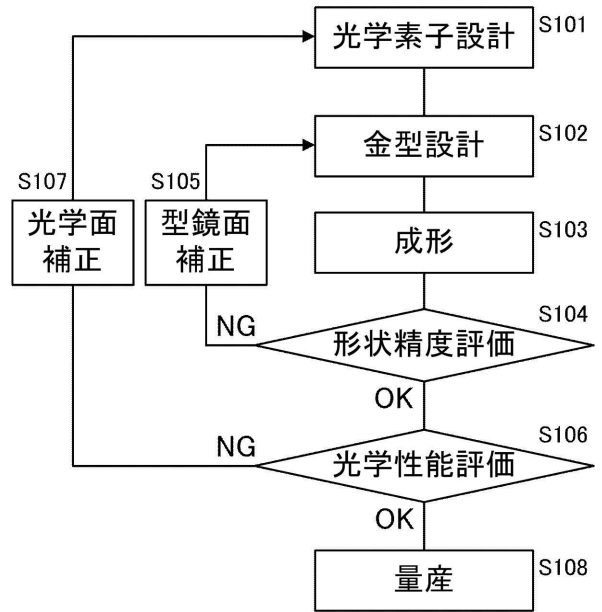 光学素子設計
S101
金型設計
S102
S107
光学面
補正
S105
型鏡面
補正
成形
S103
S104
NG
形状精度評価
OK
S106
NG
光学性能評価
OK
量産
S108